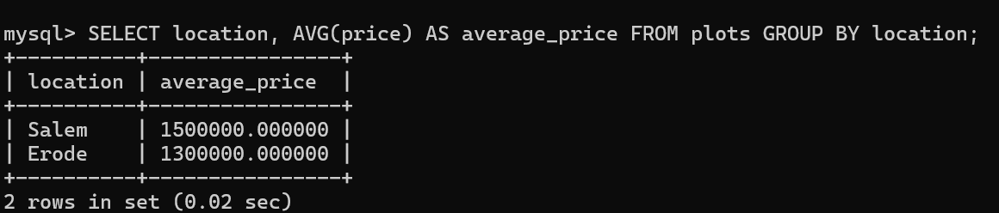 mysql> SELECT location, AVG(price) AS average_price FROM plots GROUP BY location;
+----------+----------------+
| location | average_price  |
+----------+----------------+
| Salem    | 1500000.000000 |
| Erode    | 1300000.000000 |
+----------+----------------+
2 rows in set (0.02 sec)